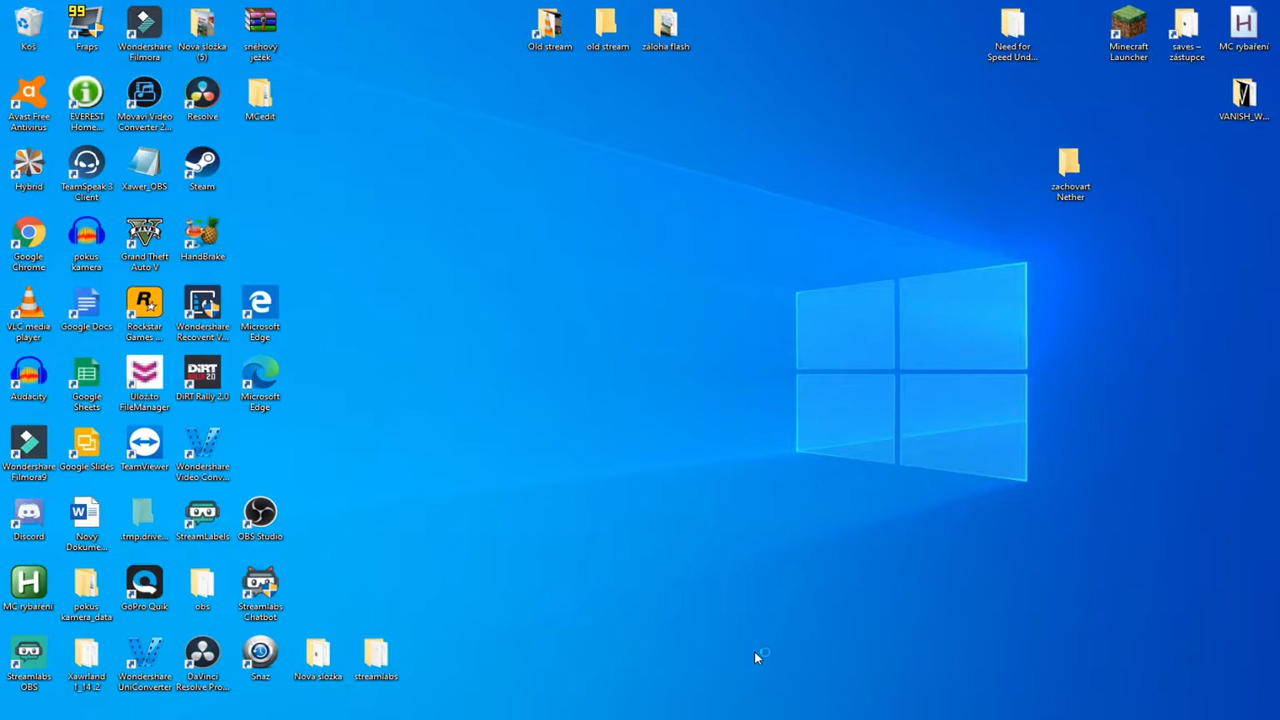 99
Koš
Fraps
Wondershare
Filmora
Nova složka
(5)
sněhový
ježek
Old stream
old stream
záloha flash
Need for
Speed Und...
Minecraft
Launcher
saves –
zástupce
MC rybaření
Avast Free
Antivirus
EVEREST
Home...
Movavi Video
Converter 2...
Resolve
MCedit
VANISH_W...
Hybrid
TeamSpeak 3
Client
Xawer_OBS
Steam
zachovart
Nether
Google
Chrome
pokus
kamera
Grand Theft
Auto V
HandBrake
VLC media
player
Google Docs
Rockstar
Games ...
Wondershare
Recoverit V...
Microsoft
Edge
Audacity
Google
Sheets
Uloz.to
FileManager
DiRT Rally 2.0
Microsoft
Edge
Wondershare
Filmora9
Google Slides
TeamViewer
Wondershare
Video Conv...
Discord
Nový
Dokume...
.tmp.drive...
StreamLabels
OBS Studio
MC rybaření
pokus
kamera_data
GoPro Quik
obs
Streamlabs
Chatbot
Streamlabs
OBS
Xawrland
1_14_2
Wondershare
UniConverter
DaVinci
Resolve Pro...
Snaz
Nova složka
streamlabs